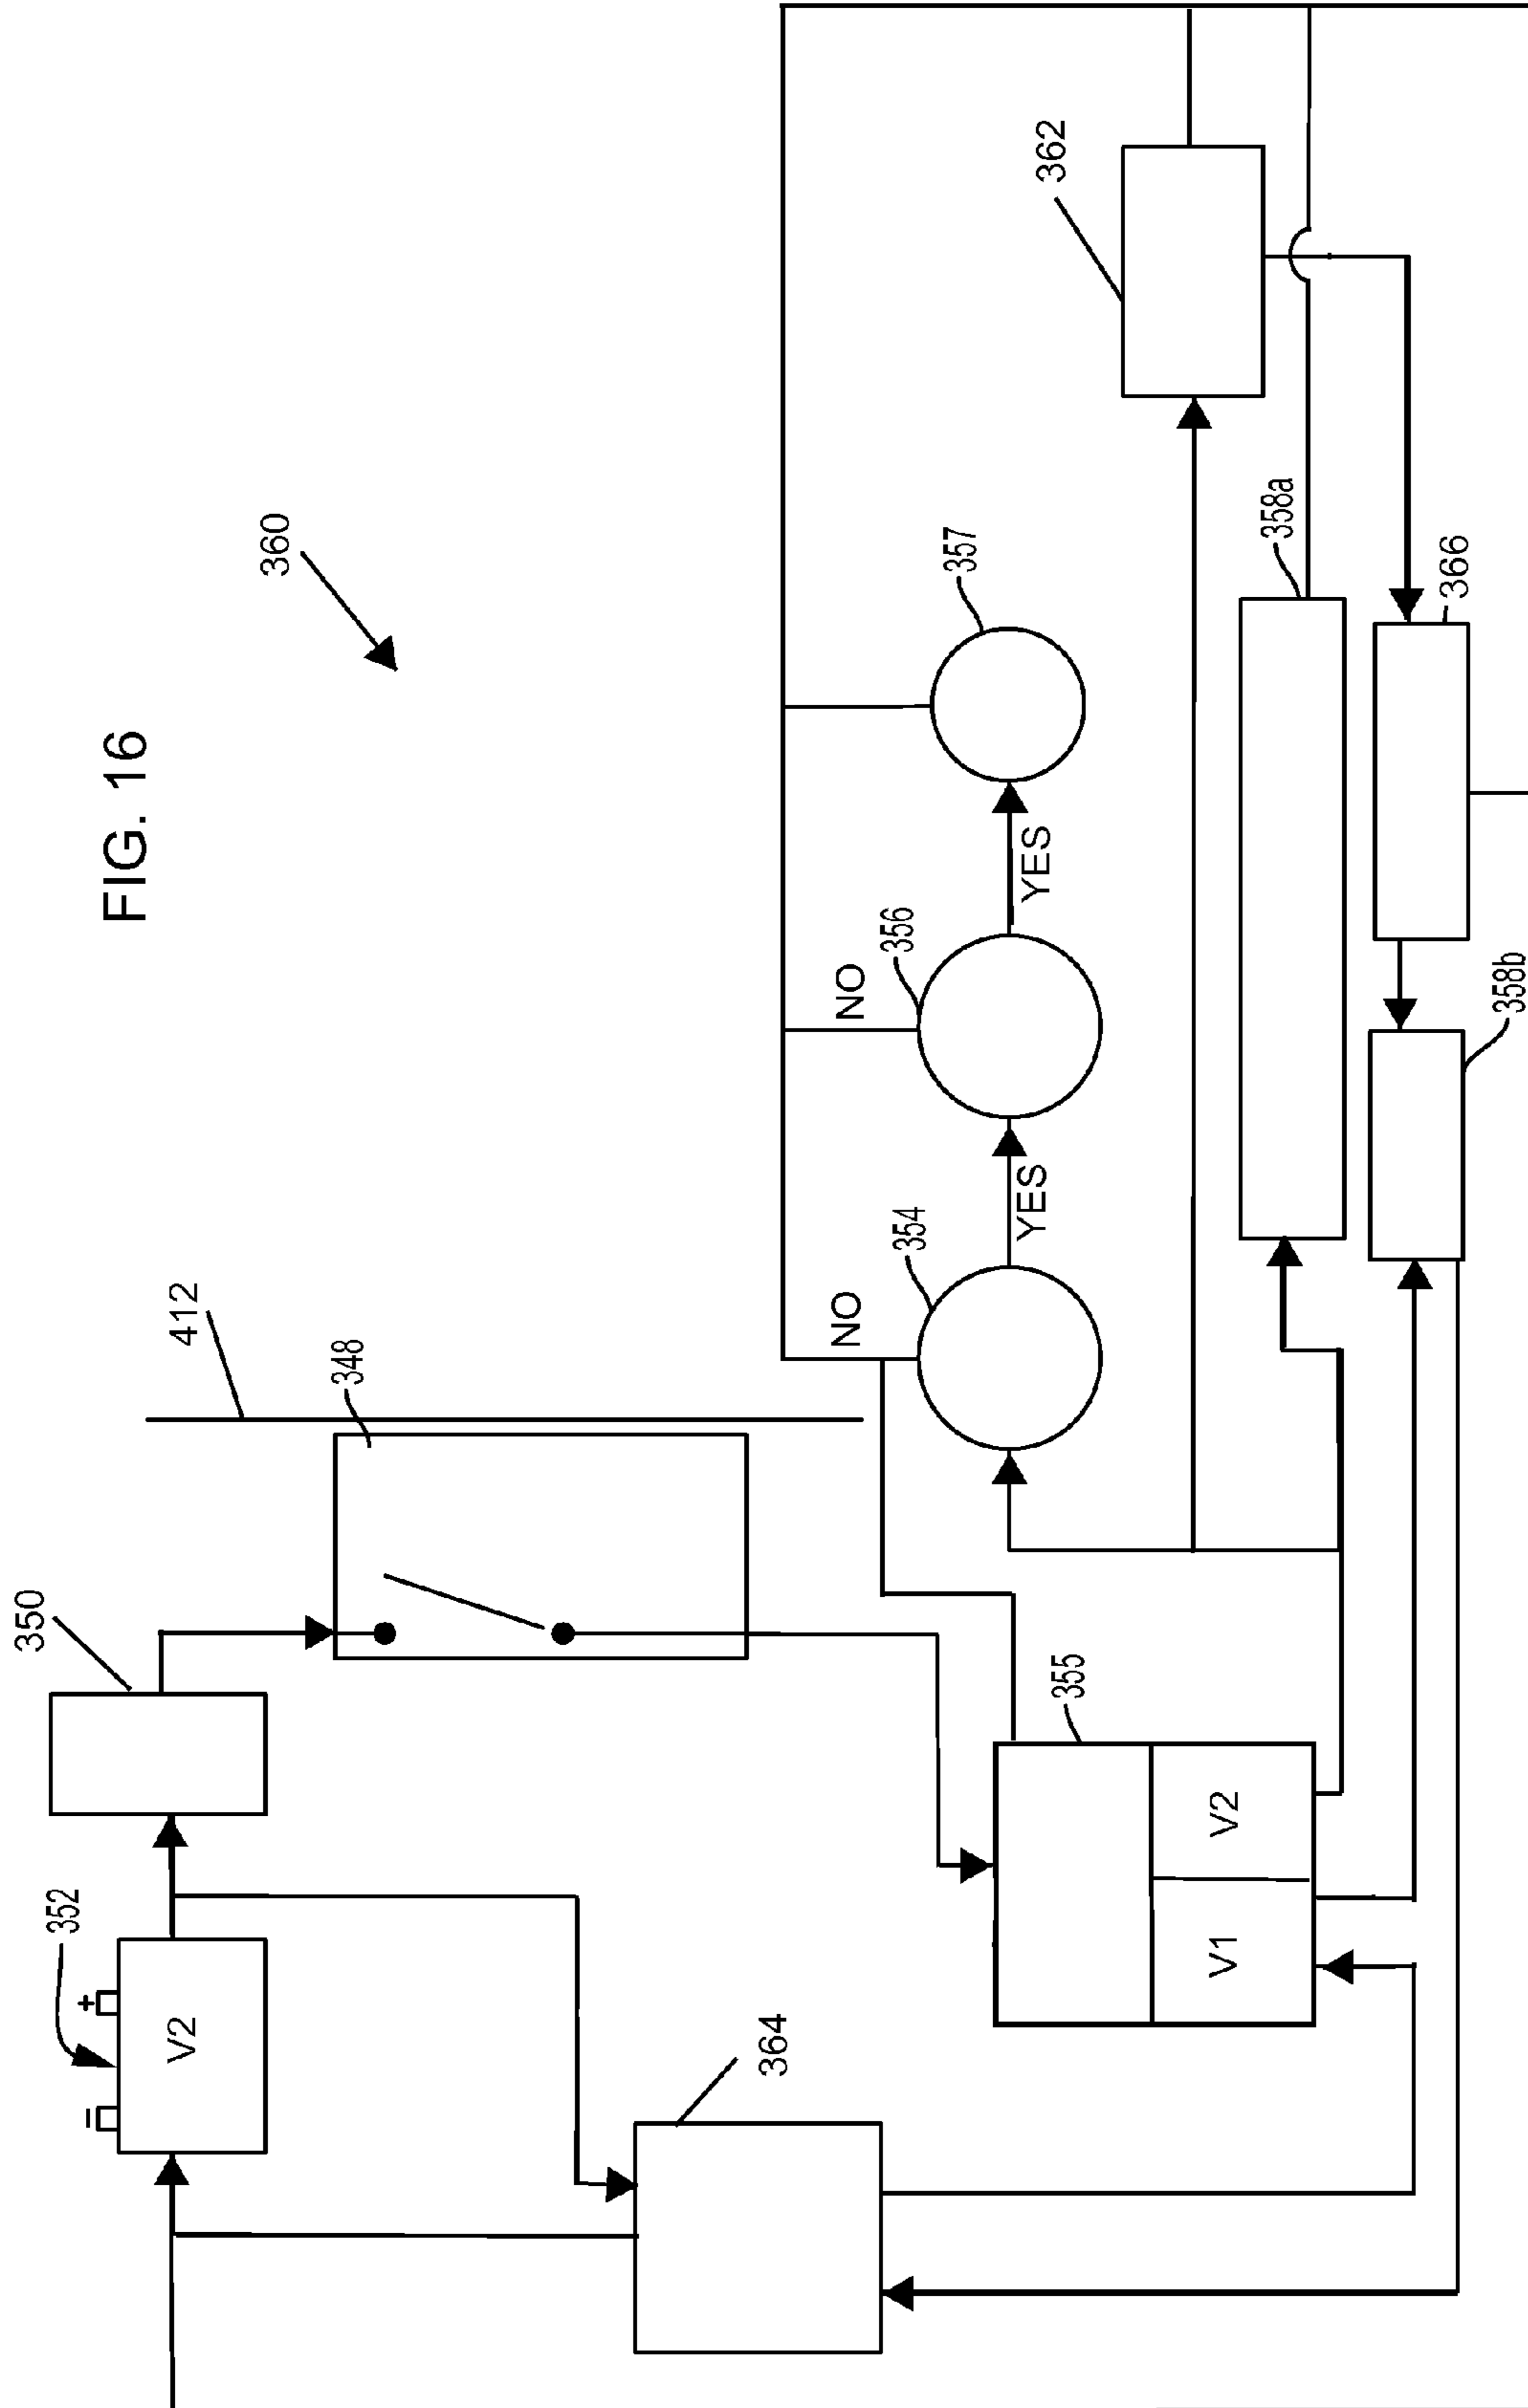 FIG. 16
360
412
350
348
352
+
–
V2
364
355
V1
V2
354
NO
YES
356
NO
YES
357
362
358a
366
358b